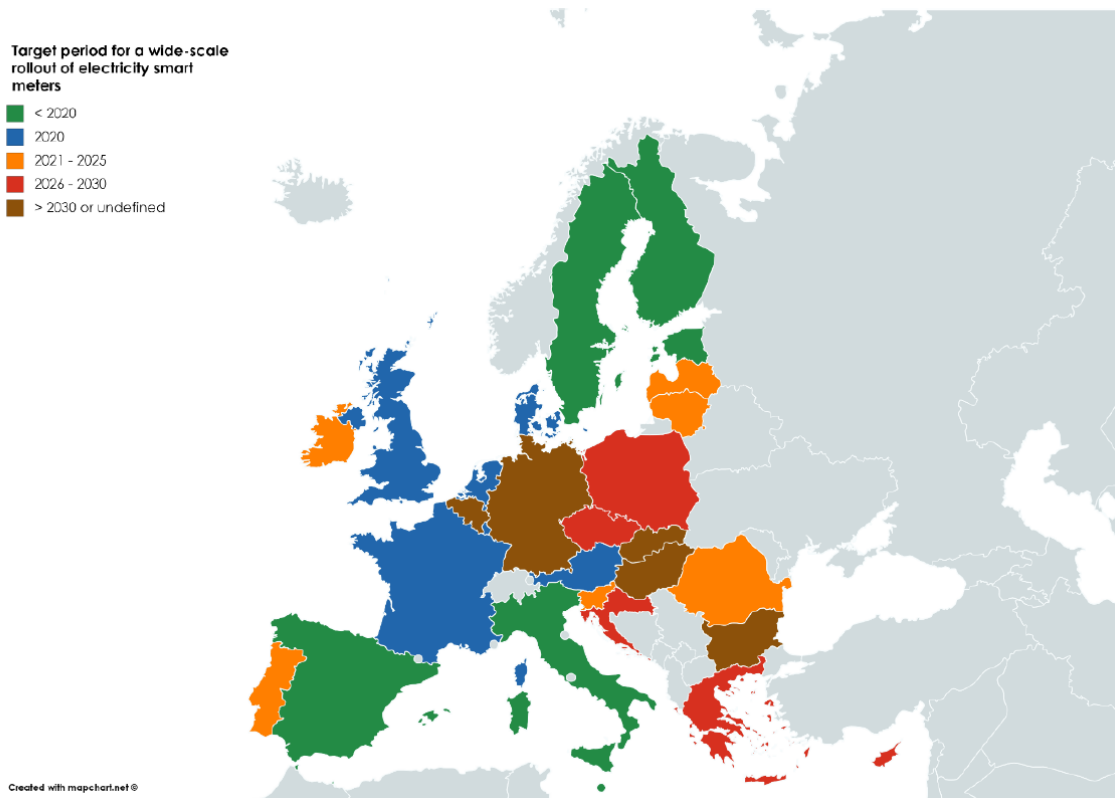 Target period for a wide-scale
rollout of electricity smart
meters
< 2020
2020
2021 - 2025
2026 - 2030
> 2030 or undefined
Created with mapchart.net ©